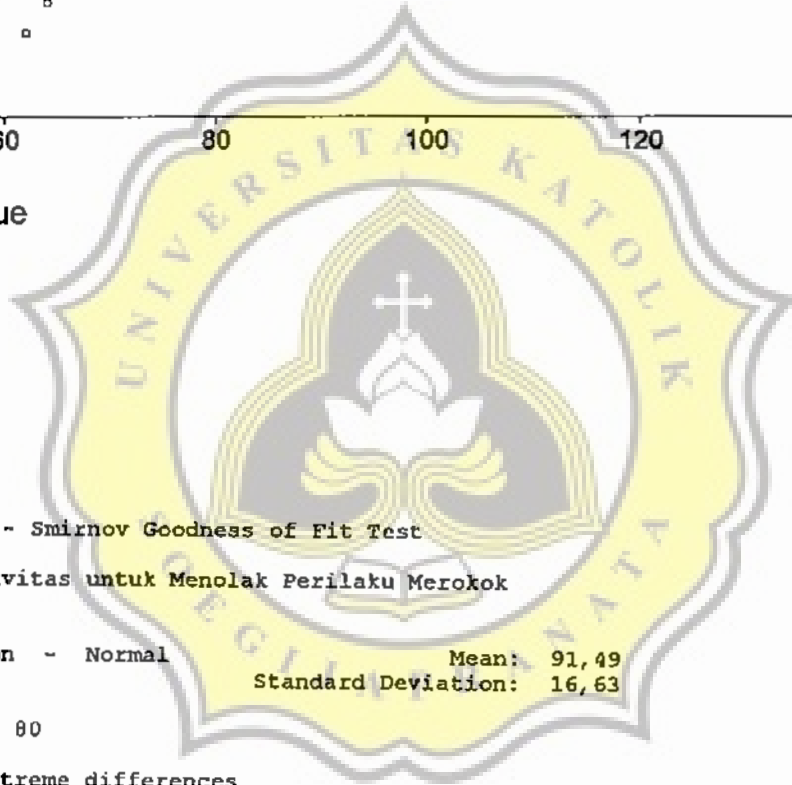 60 80 100 120
ue
UNIVERSITAS KATOLIK
SOEGIJAPRANATA
- Smirnov Goodness of Fit Test
vitas untuk Menolak Perilaku Merokok
n - Normal Mean: 91,49
Standard Deviation: 16,63
80
treme differences